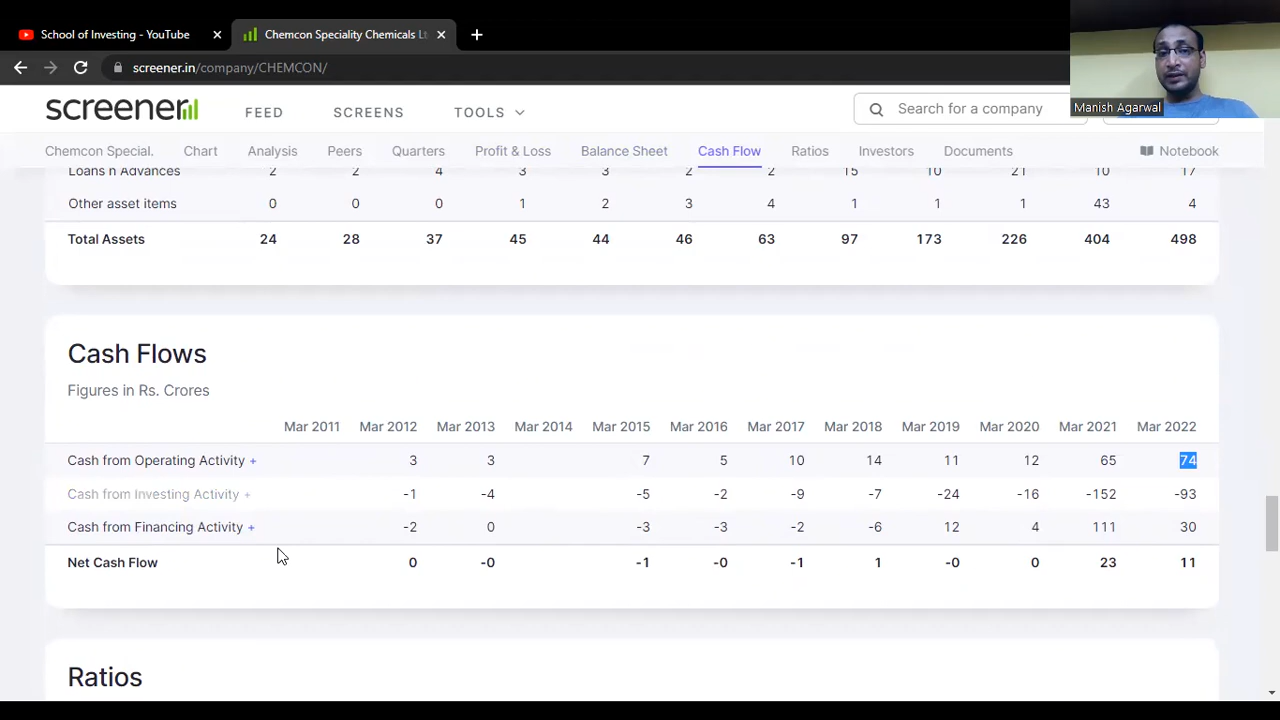 School of Investing - YouTube
Chemcon Speciality Chemicals Lt
screener.in/company/CHEMCON/
Manish Agarwal
screener FEED SCREENS TOOLS Search for a company
Chemcon Special. Chart Analysis Peers Quarters Profit & Loss Balance Sheet Cash Flow Ratios Investors Documents Notebook
Loans n Advances 2 2 4 3 3 2 2 15 10 21 10 17
Other asset items 0 0 0 1 2 3 4 1 1 1 43 4
Total Assets 24 28 37 45 44 46 63 97 173 226 404 498
Cash Flows
Figures in Rs. Crores
Mar 2011 Mar 2012 Mar 2013 Mar 2014 Mar 2015 Mar 2016 Mar 2017 Mar 2018 Mar 2019 Mar 2020 Mar 2021 Mar 2022
Cash from Operating Activity + 3 3 7 5 10 14 11 12 65 74
Cash from Investing Activity + -1 -4 -5 -2 -9 -7 -24 -16 -152 -93
Cash from Financing Activity + -2 0 -3 -3 -2 -6 12 4 111 30
Net Cash Flow 0 -0 -1 -0 -1 1 -0 0 23 11
Ratios